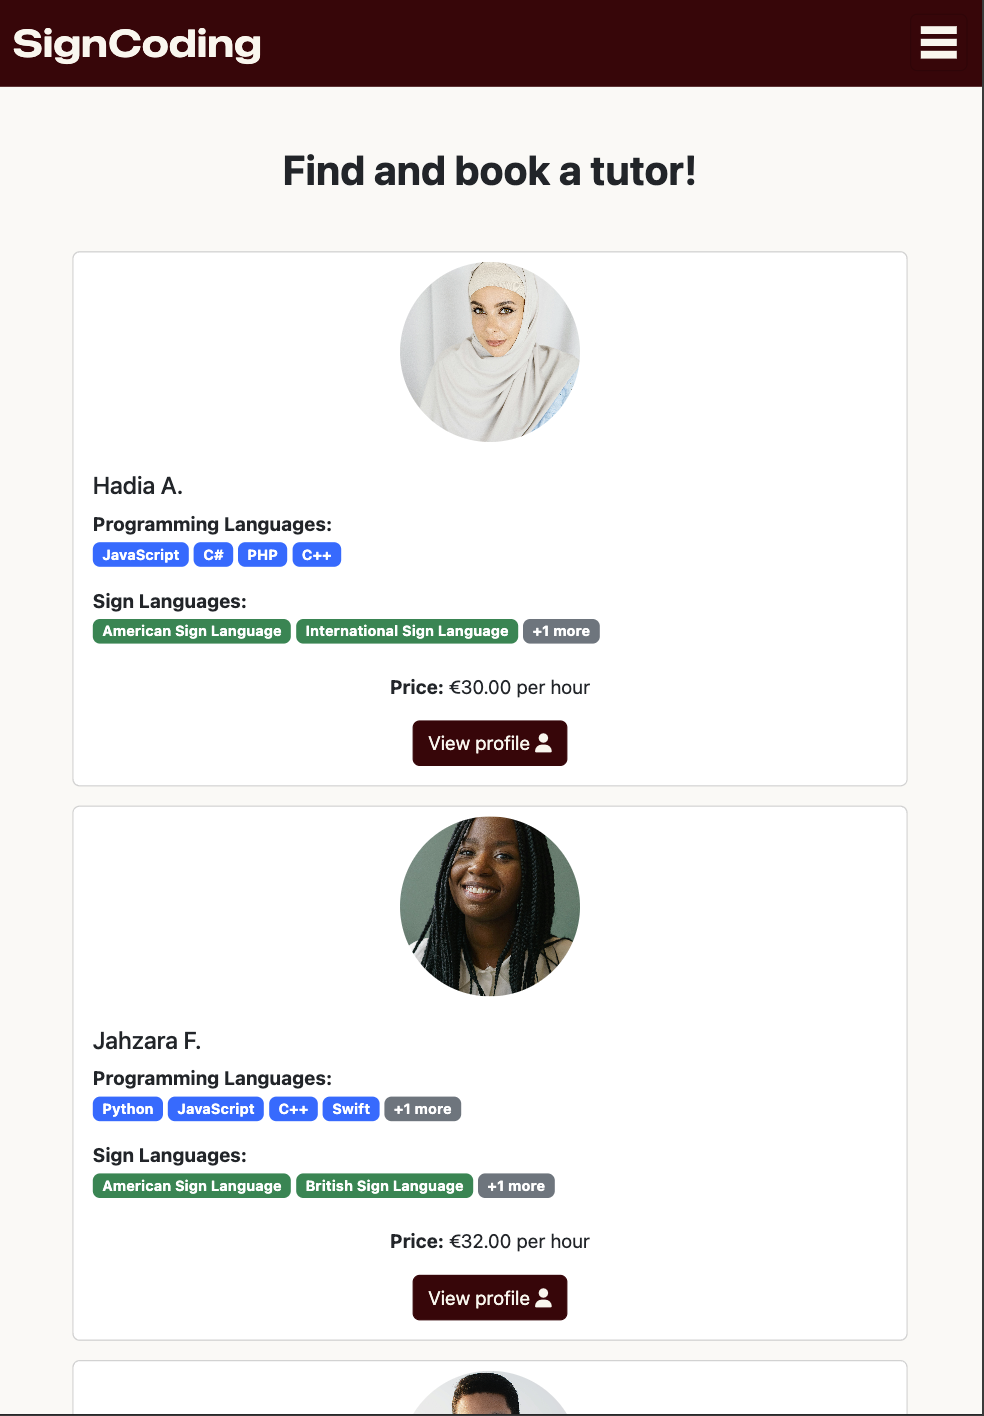 SignCoding
Find and book a tutor!
Hadia A.
Programming Languages:
JavaScript C# PHP C++
Sign Languages:
American Sign Language International Sign Language +1 more
Price: €30.00 per hour
View profile
Jahzara F.
Programming Languages:
Python JavaScript C++ Swift +1 more
Sign Languages:
American Sign Language British Sign Language +1 more
Price: €32.00 per hour
View profile